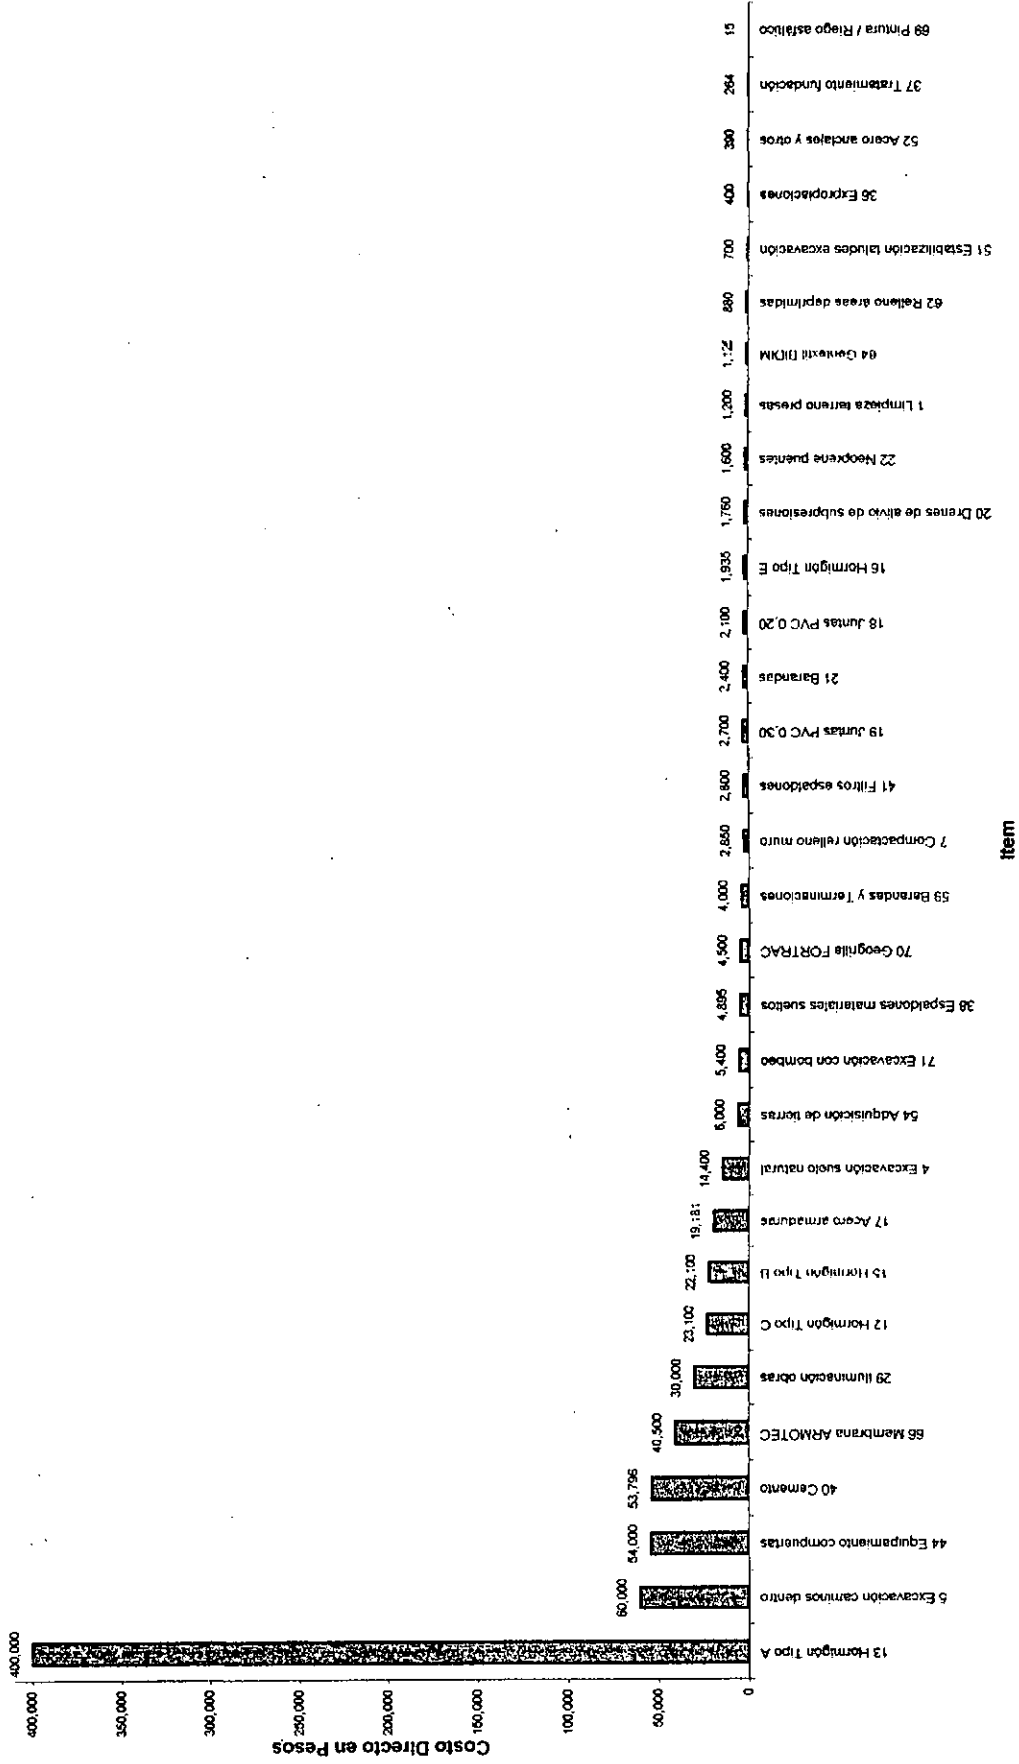 Costo Directo en Pesos
400,000
350,000
300,000
250,000
200,000
150,000
100,000
50,000
0
400,000
60,000
54,000
53,796
40,500
30,000
23,100
22,100
19,181
14,400
6,000
5,400
4,895
4,500
4,000
2,850
2,800
2,700
2,400
2,100
1,935
1,760
1,600
1,200
880
700
400
390
264
15
13 Hormigón Tipo A
5 Excavación caminos dentro
44 Equipamiento compuertas
40 Cemento
66 Membrana ARMOTEC
29 Iluminación obras
12 Hormigón Tipo C
15 Hormigón Tipo B
17 Acero armaduras
4 Excavación suelo natural
54 Adquisición de tierras
71 Excavación con bombeo
38 Espaldones materiales sueltos
70 Geogrilla FORTRAC
59 Barandas y Terminaciones
7 Compactación relleno muro
41 Filtros espaldones
19 Juntas PVC 0,30
21 Barandas
18 Juntas PVC 0,20
16 Hormigón Tipo E
20 Drenes de alivio de subpresiones
22 Neoprene puentes
1 Limpieza terreno presas
64 BIDIM
62 Relleno áreas deprimidas
51 Estabilización taludes excavación
36 Expropiaciones
52 Acero anclajes y otros
37 Tratamiento fundación
69 Pintura / Riego asfáltico
Item